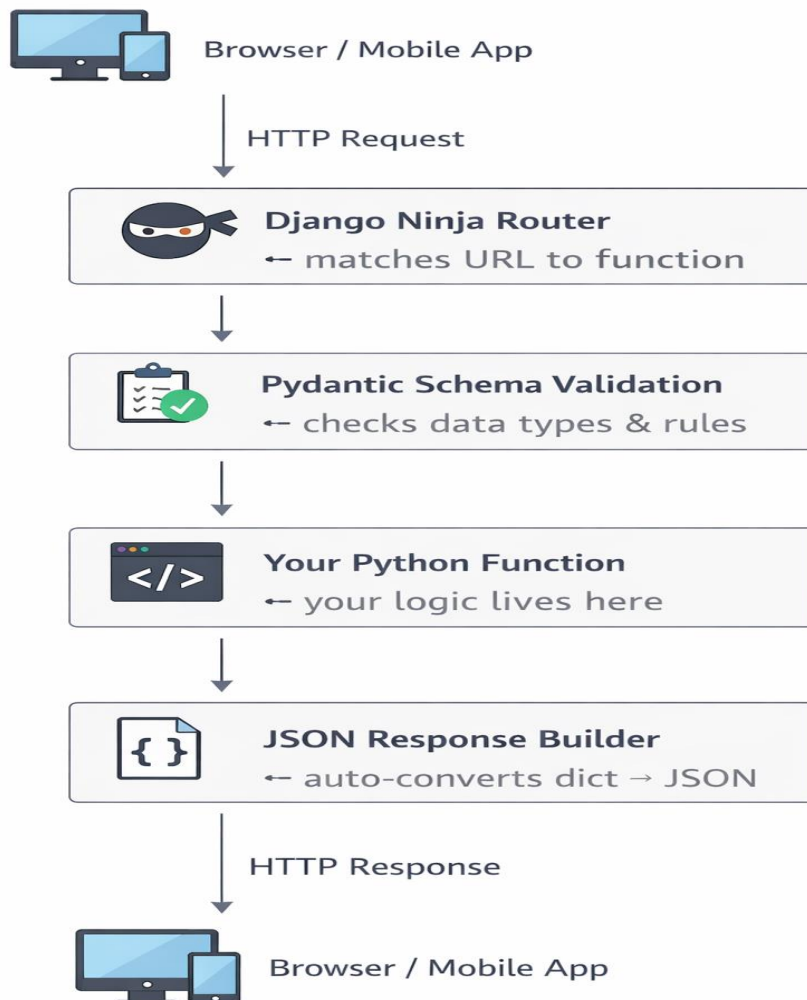 Browser / Mobile App
HTTP Request
Django Ninja Router
← matches URL to function
Pydantic Schema Validation
← checks data types & rules
</>
Your Python Function
← your logic lives here
{ }
JSON Response Builder
← auto-converts dict → JSON
HTTP Response
Browser / Mobile App